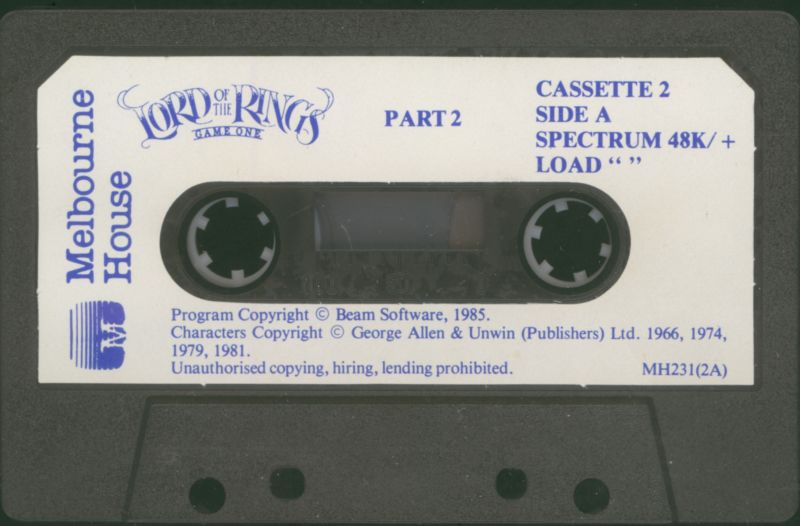 Melbourne
House
LORD OF THE RINGS
GAME ONE
PART 2
CASSETTE 2
SIDE A
SPECTRUM 48K/+
LOAD “ ”
Program Copyright © Beam Software, 1985.
Characters Copyright © George Allen & Unwin (Publishers) Ltd. 1966, 1974,
1979, 1981.
Unauthorised copying, hiring, lending prohibited.
MH231(2A)
M